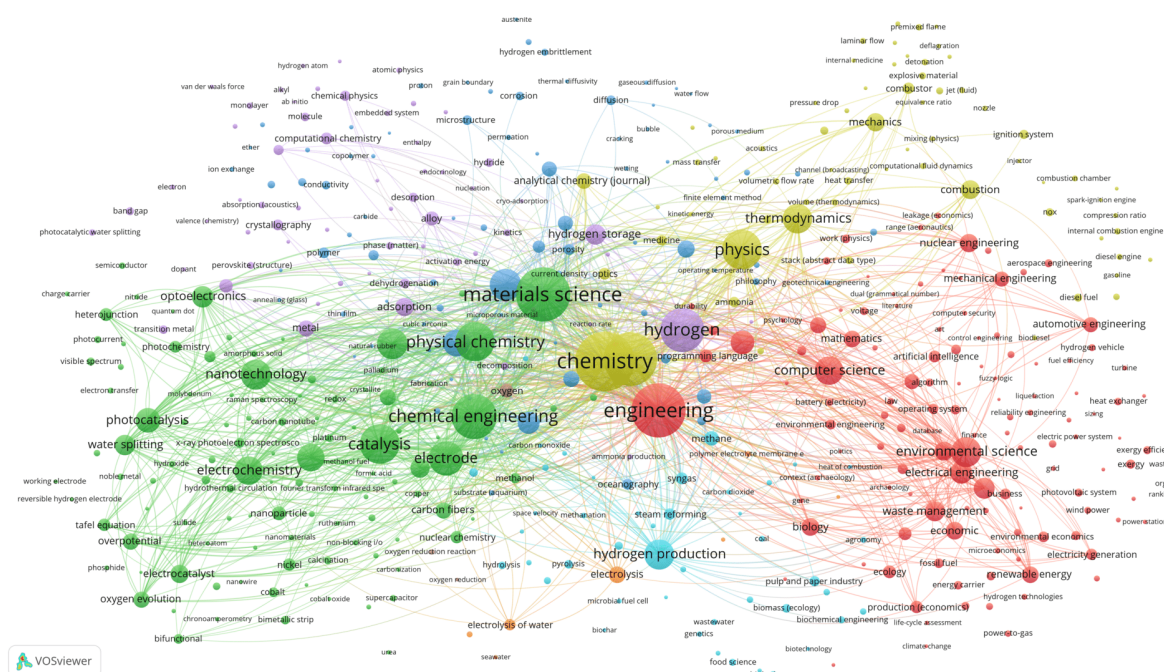 austenite
premixed flame
laminar flow
deflagration
hydrogen embrittlement
internal medicine
detonation
hydrogen atom
atomic physics
explosive material
van der waals force
alkyl
proton
grain boundary
thermal diffusivity
gaseous diffusion
combustor
jet (fluid)
ab initio
chemical physics
corrosion
diffusion
water flow
pressure drop
equivalence ratio
monolayer
nozzle
molecule
embedded system
microstructure
mechanics
bubble
porous medium
ignition system
computational chemistry
enthalpy
permeation
cracking
mixing (physics)
ether
acoustics
copolymer
hydride
mass transfer
injector
ion exchange
endocrinology
wetting
channel (broadcasting)
computational fluid dynamics
electron
conductivity
nucleation
analytical chemistry (journal)
volumetric flow rate
heat transfer
combustion chamber
combustion
desorption
cryo-adsorption
finite element method
volume (thermodynamics)
spark-ignition engine
absorption (acoustics)
band gap
valence (chemistry)
carbide
alloy
kinetic energy
thermodynamics
leakage (economics)
nox
compression ratio
crystallography
kinetics
hydrogen storage
range (aeronautics)
photocatalytic water splitting
phase (matter)
medicine
work (physics)
nuclear engineering
internal combustion engine
polymer
porosity
physics
stack (abstract data type)
semiconductor
perovskite (structure)
activation energy
operating temperature
aerospace engineering
diesel engine
dopant
current density
optics
philosophy
geotechnical engineering
mechanical engineering
gasoline
charge carrier
nitride
optoelectronics
dehydrogenation
materials science
dual (grammatical number)
diesel fuel
annealing (glass)
ammonia
literature
heterojunction
quantum dot
thin film
adsorption
microporous material
durability
voltage
computer security
transition metal
metal
cubic zirconia
reaction rate
hydrogen
psychology
art
automotive engineering
photocurrent
photochemistry
natural rubber
physical chemistry
mathematics
control engineering
biodiesel
hydrogen vehicle
visible spectrum
amorphous solid
chemistry
programming language
artificial intelligence
fuel efficiency
nanotechnology
palladium
decomposition
computer science
turbine
electron transfer
molybdenum
crystallite
fabrication
oxygen
algorithm
fuzzy logic
raman spectroscopy
redox
liquefaction
heat exchanger
photocatalysis
carbon nanotube
chemical engineering
engineering
battery (electricity)
law
operating system
reliability engineering
sizing
environmental engineering
water splitting
x-ray photoelectron spectrosco
platinum
catalysis
carbon monoxide
methane
database
finance
electric power system
hydroxide
methanol fuel
electrode
ammonia production
polymer electrolyte membrane e
politics
environmental science
exergy efficie
noble metal
electrochemistry
formic acid
heat of combustion
electrical engineering
grid
exergy
was
working electrode
hydrothermal circulation
fourier transform infrared spe
methanol
oceanography
syngas
context (archaeology)
archaeology
business
photovoltaic system
reversible hydrogen electrode
copper
substrate (aquarium)
carbon dioxide
gene
rank
nanoparticle
carbon fibers
space velocity
methanation
steam reforming
waste management
wind power
tafel equation
sulfide
ruthenium
biology
economic
power station
overpotential
heteroatom
nanomaterials
non-blocking i/o
nuclear chemistry
coal
agronomy
environmental economics
phosphide
nickel
calcination
oxygen reduction reaction
hydrogen production
microeconomics
electricity generation
electrocatalyst
carbonization
hydrolysis
pyrolysis
fossil fuel
nanowire
oxygen reduction
electrolysis
pulp and paper industry
ecology
renewable energy
oxygen evolution
cobalt
cobalt oxide
supercapacitor
microbial fuel cell
energy carrier
hydrogen technologies
chronoamperometry
bimetallic strip
biomass (ecology)
production (economics)
biochemical engineering
life-cycle assessment
bifunctional
electrolysis of water
biochar
wastewater
genetics
power-to-gas
urea
seawater
biotechnology
climate change
food science
VOSviewer